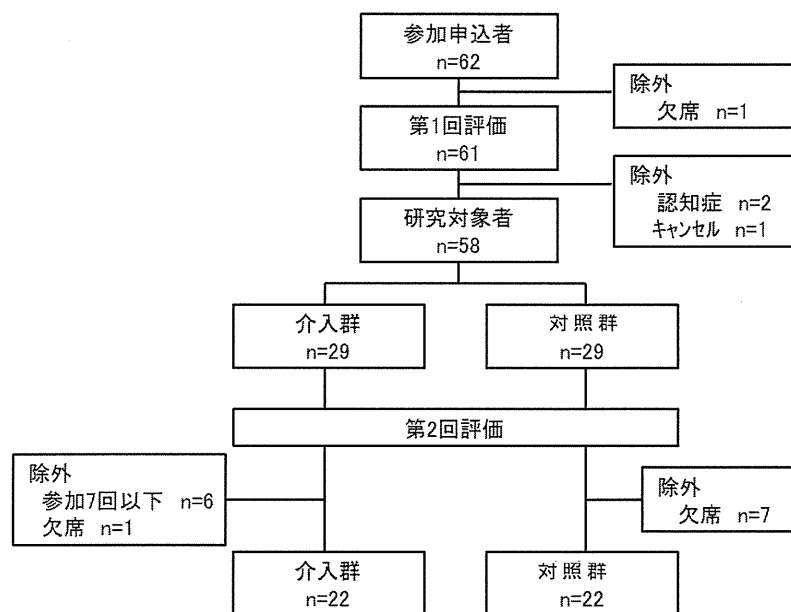 参加申込者
n=62
除外
欠席 n=1
第1回評価
n=61
除外
認知症 n=2
ｷｬﾝｾﾙ n=1
研究対象者
n=58
介入群
n=29
対照群
n=29
第2回評価
除外
参加7回以下 n=6
欠席 n=1
除外
欠席 n=7
介入群
n=22
対照群
n=22